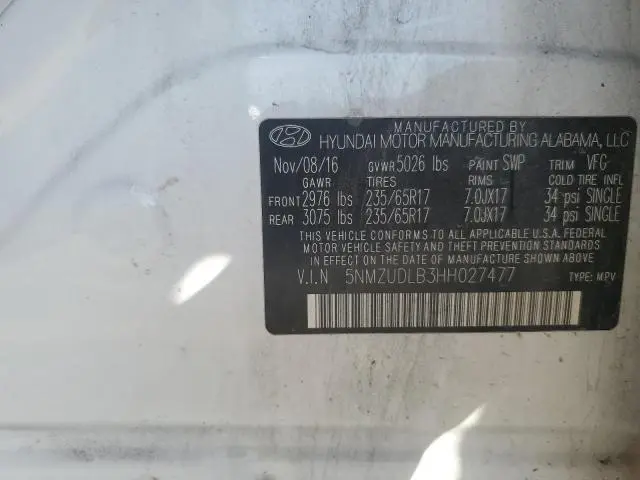 MANUFACTURED BY
HYUNDAI MOTOR MANUFACTURING ALABAMA, LLC
Nov/08/16 GVWR 5026 lbs PAINT SWP TRIM VFG
GAWR TIRES RIMS COLD TIRE INFL
FRONT 2976 lbs 235/65R17 7.0JX17 34 psi SINGLE
REAR 3075 lbs 235/65R17 7.0JX17 34 psi SINGLE
THIS VEHICLE CONFORMS TO ALL APPLICABLE U.S.A. FEDERAL
MOTOR VEHICLE SAFETY AND THEFT PREVENTION STANDARDS
IN EFFECT ON THE DATE OF MANUFACTURE SHOWN ABOVE.
V.I.N 5NMZUDLB3HH027477 TYPE: MPV